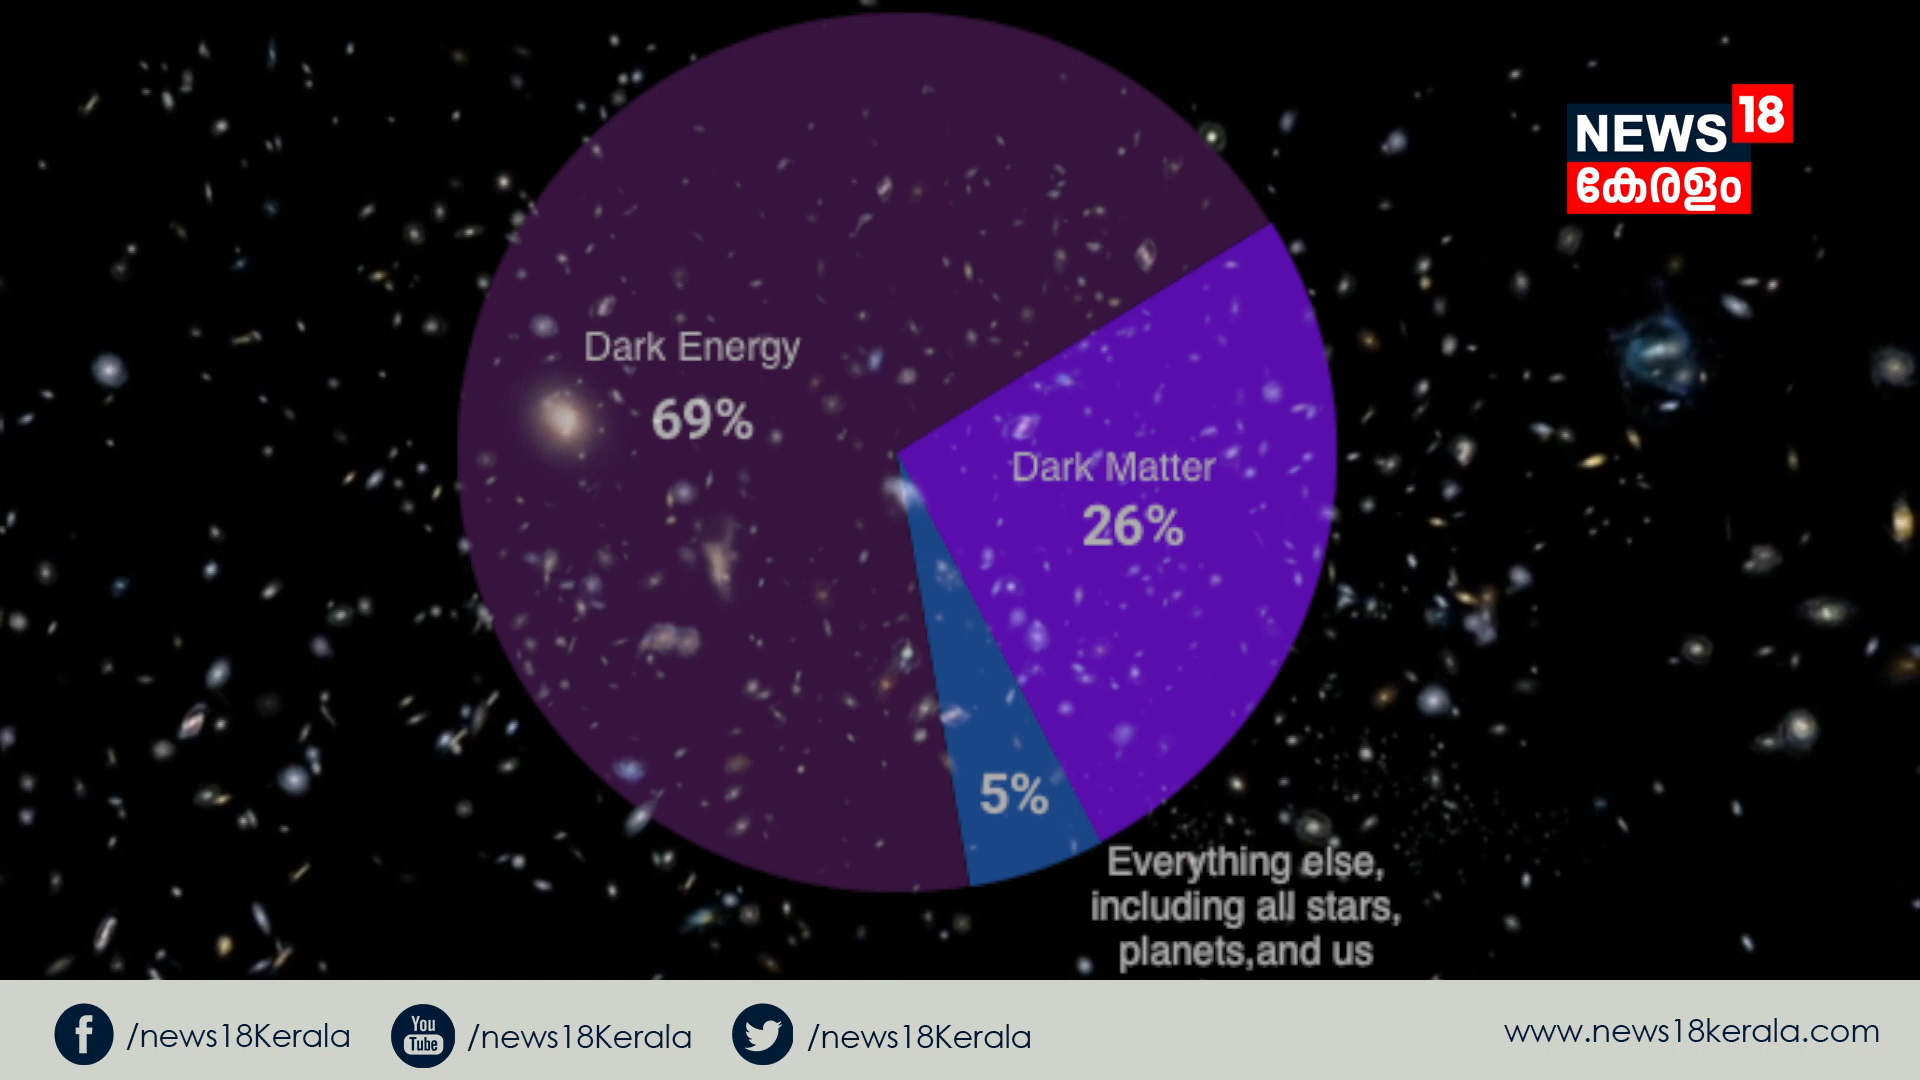 NEWS 18
കേരളം
Dark Energy
69%
Dark Matter
26%
5%
Everything else,
including all stars,
planets,and us
/news18Kerala
You
Tube
/news18Kerala
/news18Kerala
www.news18kerala.com